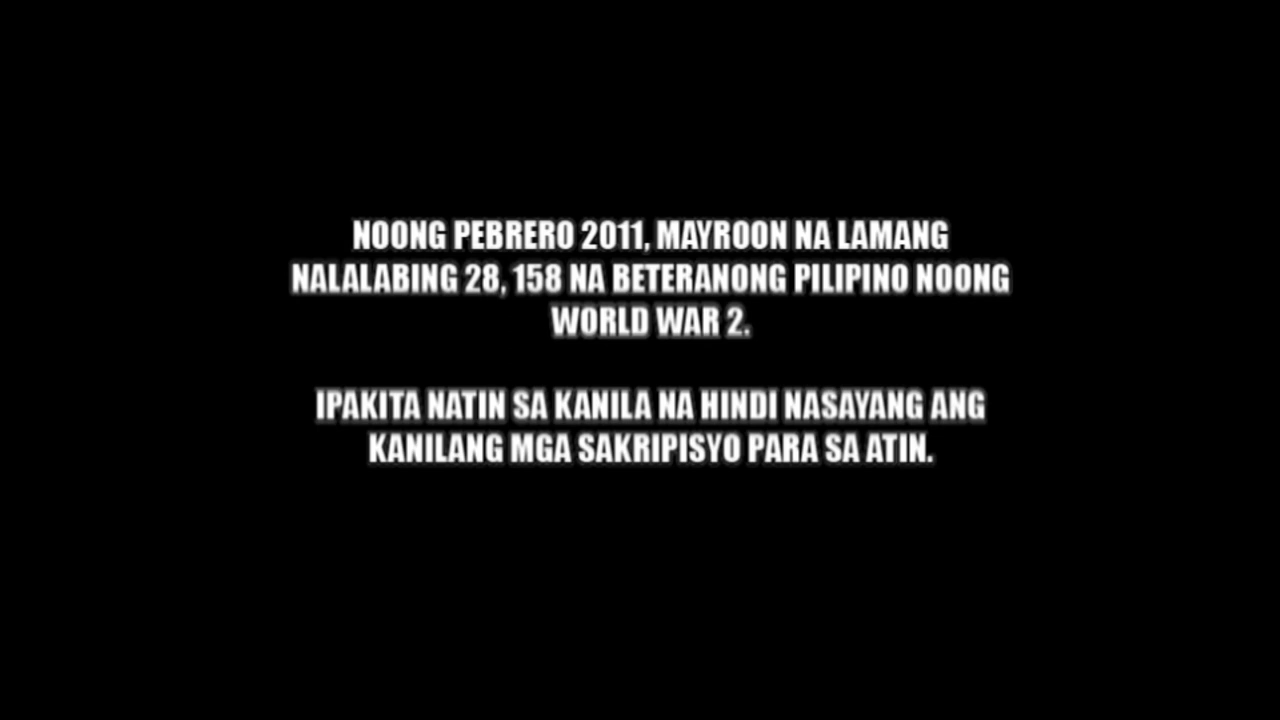 NOONG PEBRERO 2011, MAYROON NA LAMANG
NALALABING 28, 158 NA BETERANONG PILIPINO NOONG
WORLD WAR 2.
IPAKITA NATIN SA KANILA NA HINDI NASAYANG ANG
KANILANG MGA SAKRIPISYO PARA SA ATIN.